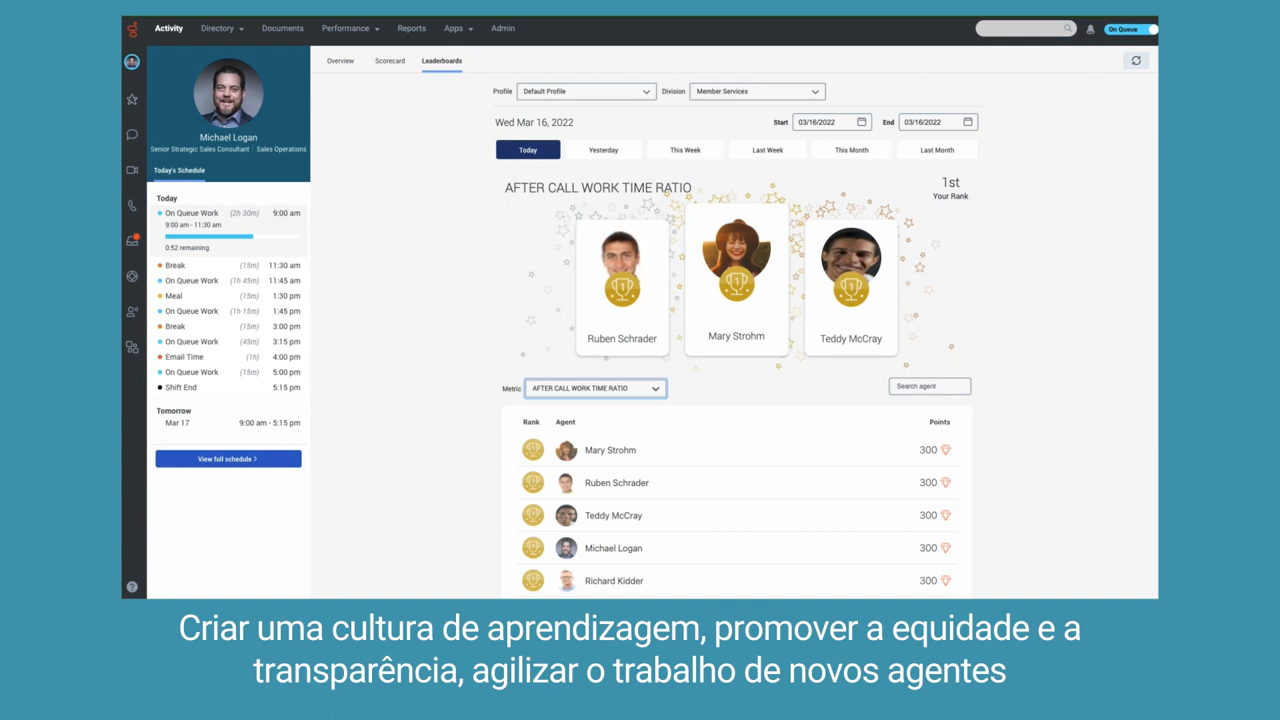 Activity Directory Documents Performance Reports Apps Admin On Queue
Overview Scorecard Leaderboards
Michael Logan
Senior Strategic Sales Consultant | Sales Operations
Today's Schedule
Today
On Queue Work (2h 30m) 9:00 am
9:00 am - 11:30 am
0:52 remaining
Break (15m) 11:30 am
On Queue Work (1h 45m) 11:45 am
Meal (15m) 1:30 pm
On Queue Work (1h 15m) 1:45 pm
Break (15m) 3:00 pm
On Queue Work (45m) 3:15 pm
Email Time (1h) 4:00 pm
On Queue Work (15m) 5:00 pm
Shift End 5:15 pm
Tomorrow
Mar 17 9:00 am - 5:15 pm
View full schedule >
Profile Default Profile Division Member Services
Wed Mar 16, 2022 Start 03/16/2022 End 03/16/2022
Today Yesterday This Week Last Week This Month Last Month
AFTER CALL WORK TIME RATIO
1st
Your Rank
1 1 1
Ruben Schrader Mary Strohm Teddy McCray
Metric AFTER CALL WORK TIME RATIO Search agent
Rank Agent Points
1 Mary Strohm 300
1 Ruben Schrader 300
1 Teddy McCray 300
1 Michael Logan 300
1 Richard Kidder 300
Criar uma cultura de aprendizagem, promover a equidade e a
transparência, agilizar o trabalho de novos agentes